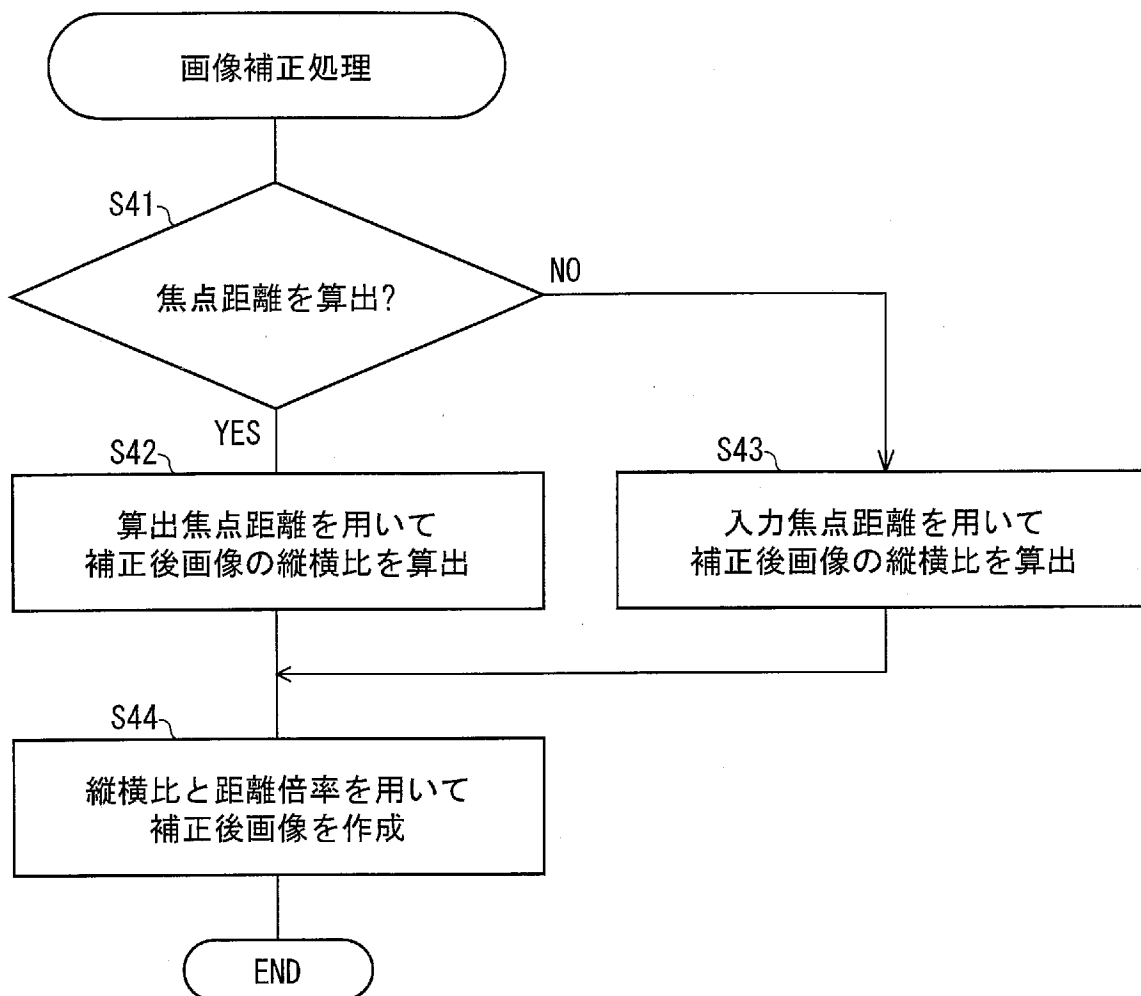 画像補正処理
S41
焦点距離を算出?
NO
YES
S42
算出焦点距離を用いて
補正後画像の縦横比を算出
S43
入力焦点距離を用いて
補正後画像の縦横比を算出
S44
縦横比と距離倍率を用いて
補正後画像を作成
END